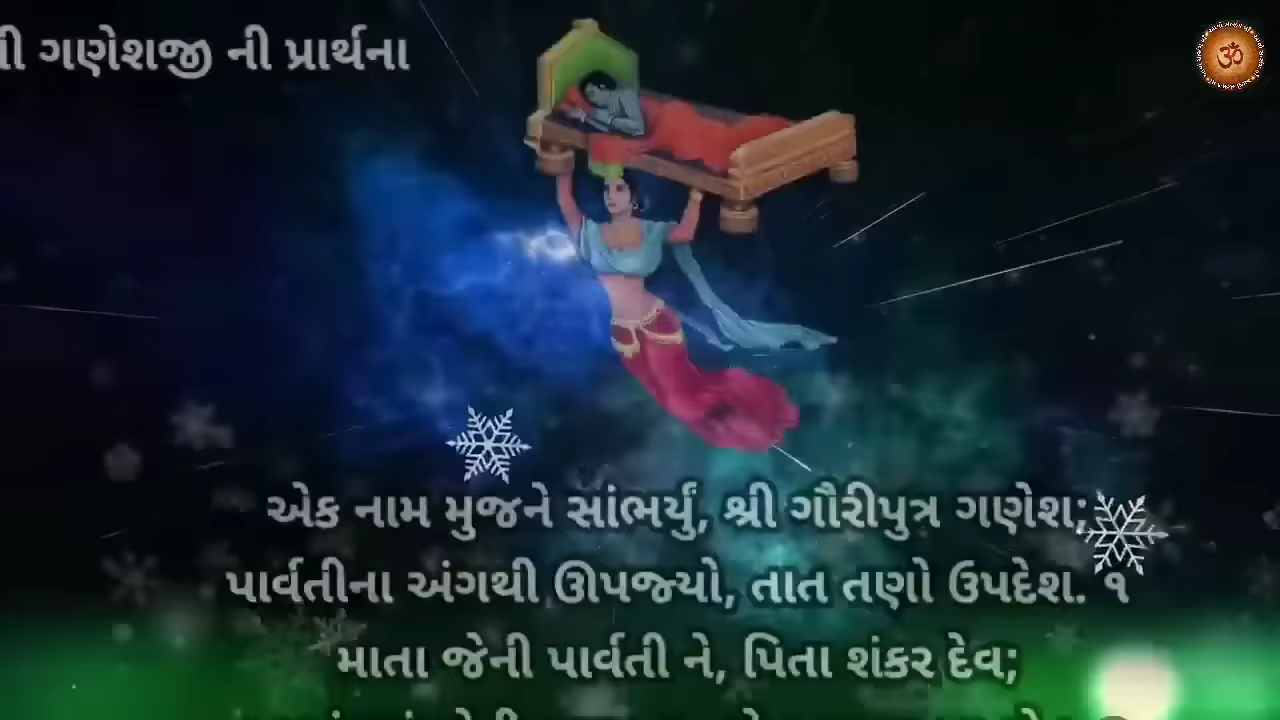 ગણેશજી ની પ્રાર્થના
ૐ
એક નામ મુજને સાંભર્યું, શ્રી ગૌરીપુત્ર ગણેશ;
પાર્વતીના અંગથી ઊપજ્યો, તાત તણો ઉપદેશ. ૧
માતા જેની પાર્વતી ને, પિતા શંકર દેવ;